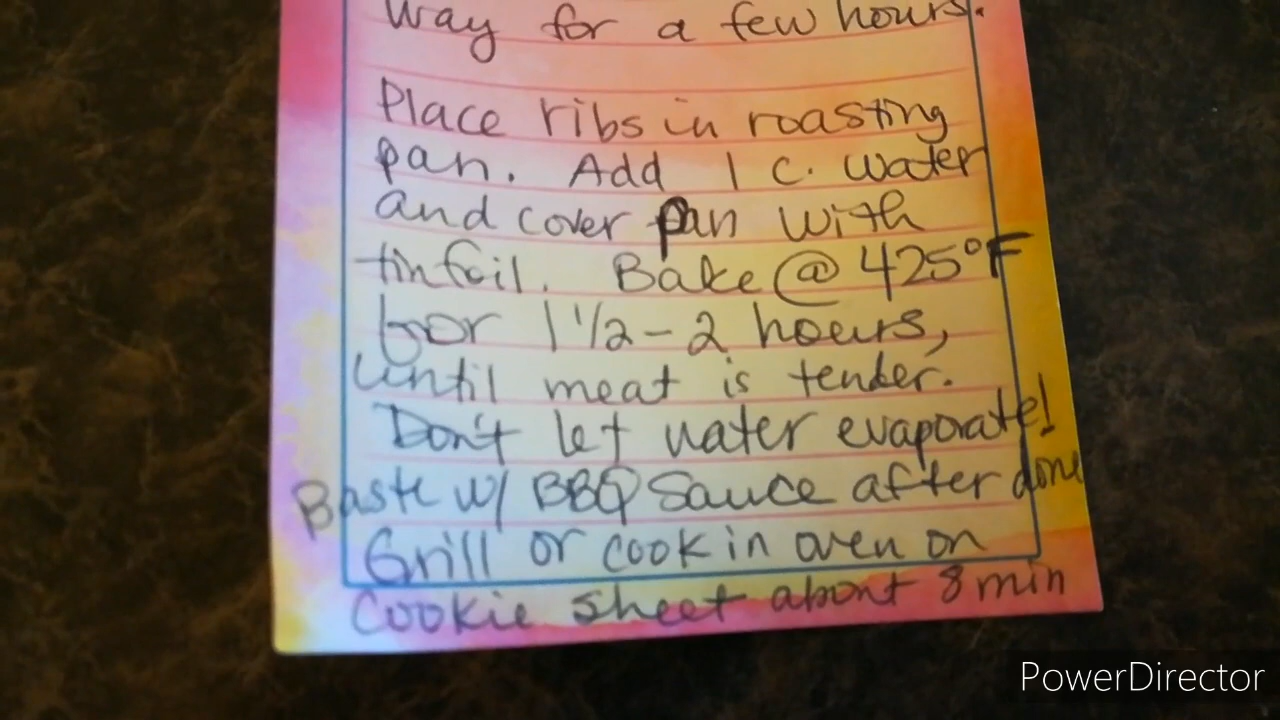 way for a few hours.
Place ribs in roasting
pan. Add 1 c. water
and cover pan with
tinfoil. Bake @ 425°F
for 1 1/2 - 2 hours,
until meat is tender.
Don't let water evaporate!
Baste w/ BBQ Sauce after done
Grill or cook in oven on
cookie sheet about 8 min
PowerDirector